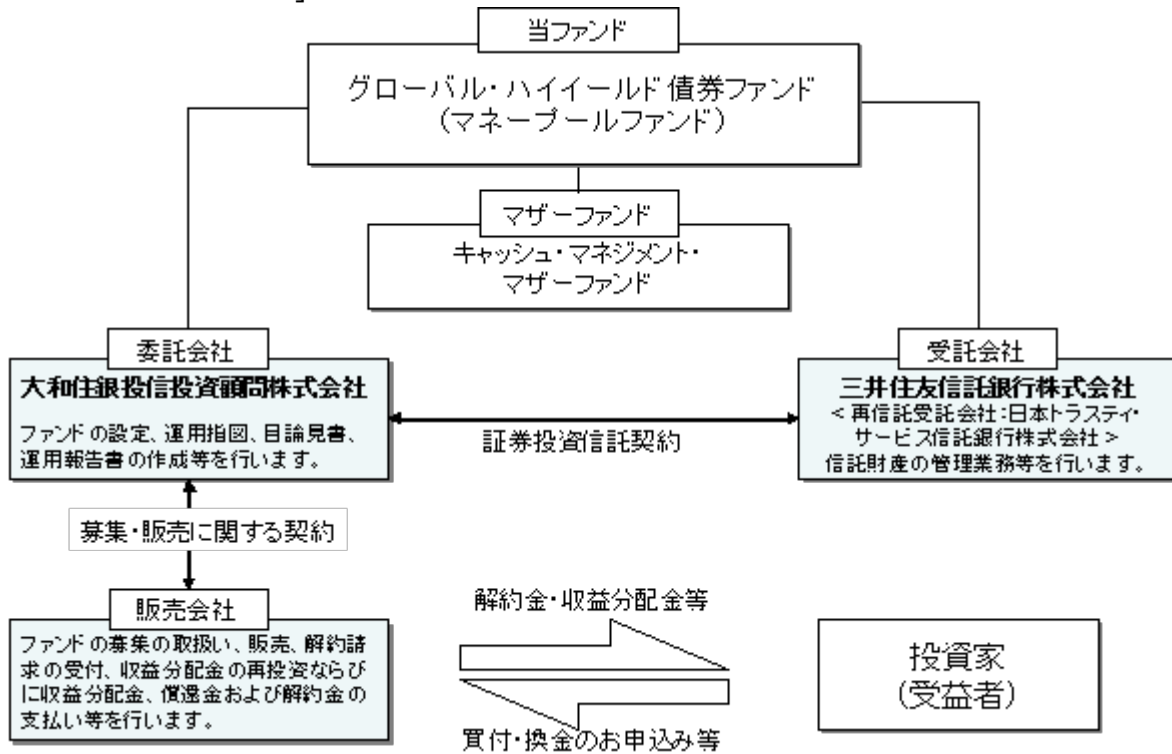 当ファンド
グローバル・ハイイールド債券ファンド
(マネープールファンド)
マザーファンド
キャッシュ・マネジメント・
マザーファンド
委託会社
大和住銀投信投資顧問株式会社
ファンドの設定、運用指図、目論見書、
運用報告書の作成等を行います。
証券投資信託契約
受託会社
三井住友信託銀行株式会社
<再信託受託会社:日本トラスティ・
サービス信託銀行株式会社>
信託財産の管理業務等を行います。
募集・販売に関する契約
販売会社
ファンドの募集の取扱い、販売、解約請
求の受付、収益分配金の再投資ならび
に収益分配金、償還金および解約金の
支払い等を行います。
解約金・収益分配金等
買付・換金のお申込み等
投資家
(受益者)